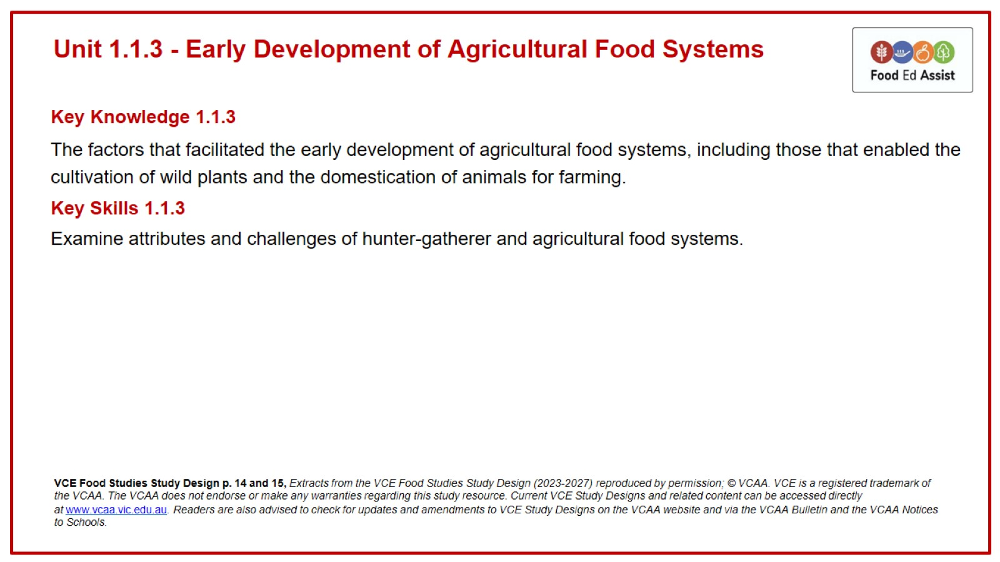 Unit 1.1.3 - Early Development of Agricultural Food Systems
Food Ed Assist
Key Knowledge 1.1.3
The factors that facilitated the early development of agricultural food systems, including those that enabled the
cultivation of wild plants and the domestication of animals for farming.
Key Skills 1.1.3
Examine attributes and challenges of hunter-gatherer and agricultural food systems.
VCE Food Studies Study Design p. 14 and 15, Extracts from the VCE Food Studies Study Design (2023-2027) reproduced by permission; © VCAA. VCE is a registered trademark of
the VCAA. The VCAA does not endorse or make any warranties regarding this study resource. Current VCE Study Designs and related content can be accessed directly
at www.vcaa.vic.edu.au. Readers are also advised to check for updates and amendments to VCE Study Designs on the VCAA website and via the VCAA Bulletin and the VCAA Notices
to Schools.